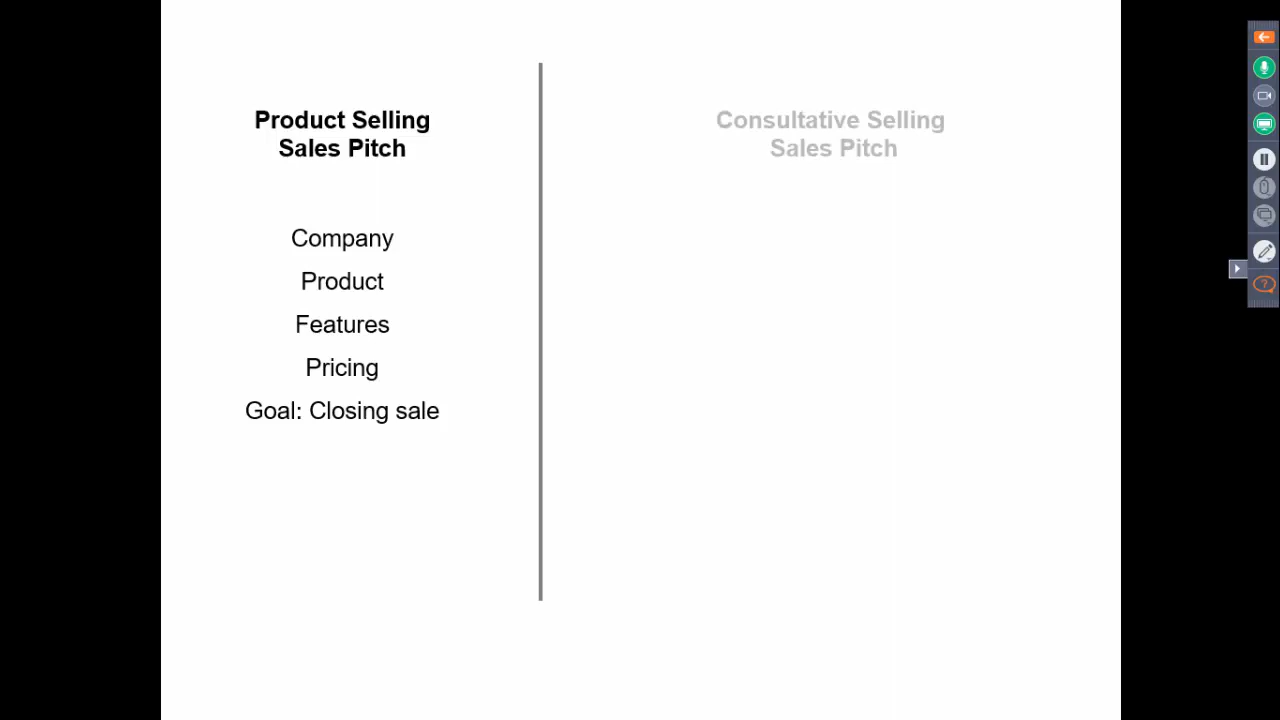 Product Selling
Sales Pitch
Company
Product
Features
Pricing
Goal: Closing sale
Consultative Selling
Sales Pitch
?